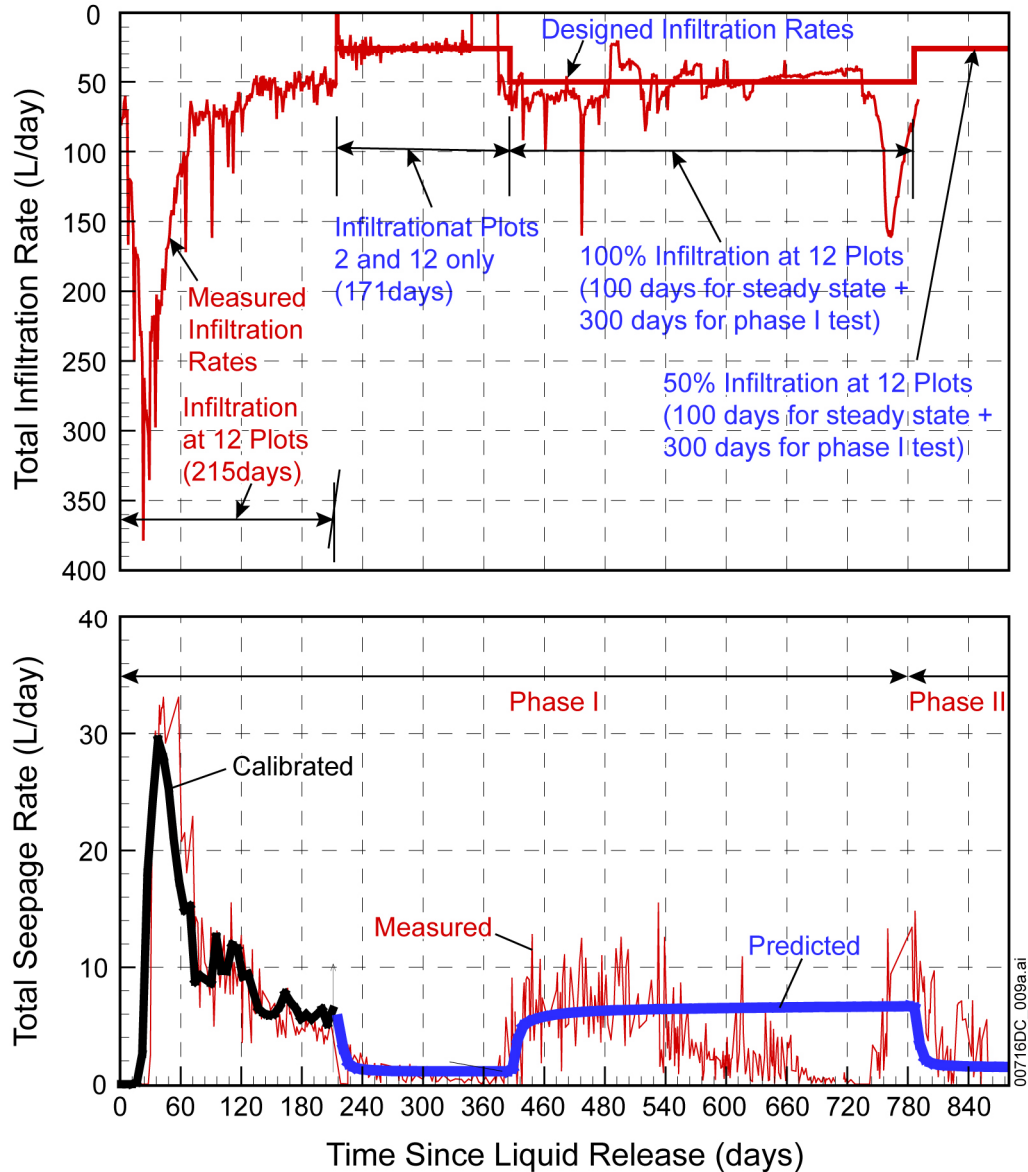 0
50
100
150
200
250
300
350
400
Total Infiltration Rate (L/day)
Designed Infiltration Rates
Measured
Infiltration
Rates
Infiltration
at 12 Plots
(215days)
Infiltrationat Plots
2 and 12 only
(171days)
100% Infiltration at 12 Plots
(100 days for steady state +
300 days for phase I test)
50% Infiltration at 12 Plots
(100 days for steady state +
300 days for phase I test)
40
30
20
10
0
Total Seepage Rate (L/day)
Phase I
Phase II
Calibrated
Measured
Predicted
0 60 120 180 240 300 360 460 480 540 600 660 720 780 840
Time Since Liquid Release (days)
00716DC_009a.ai